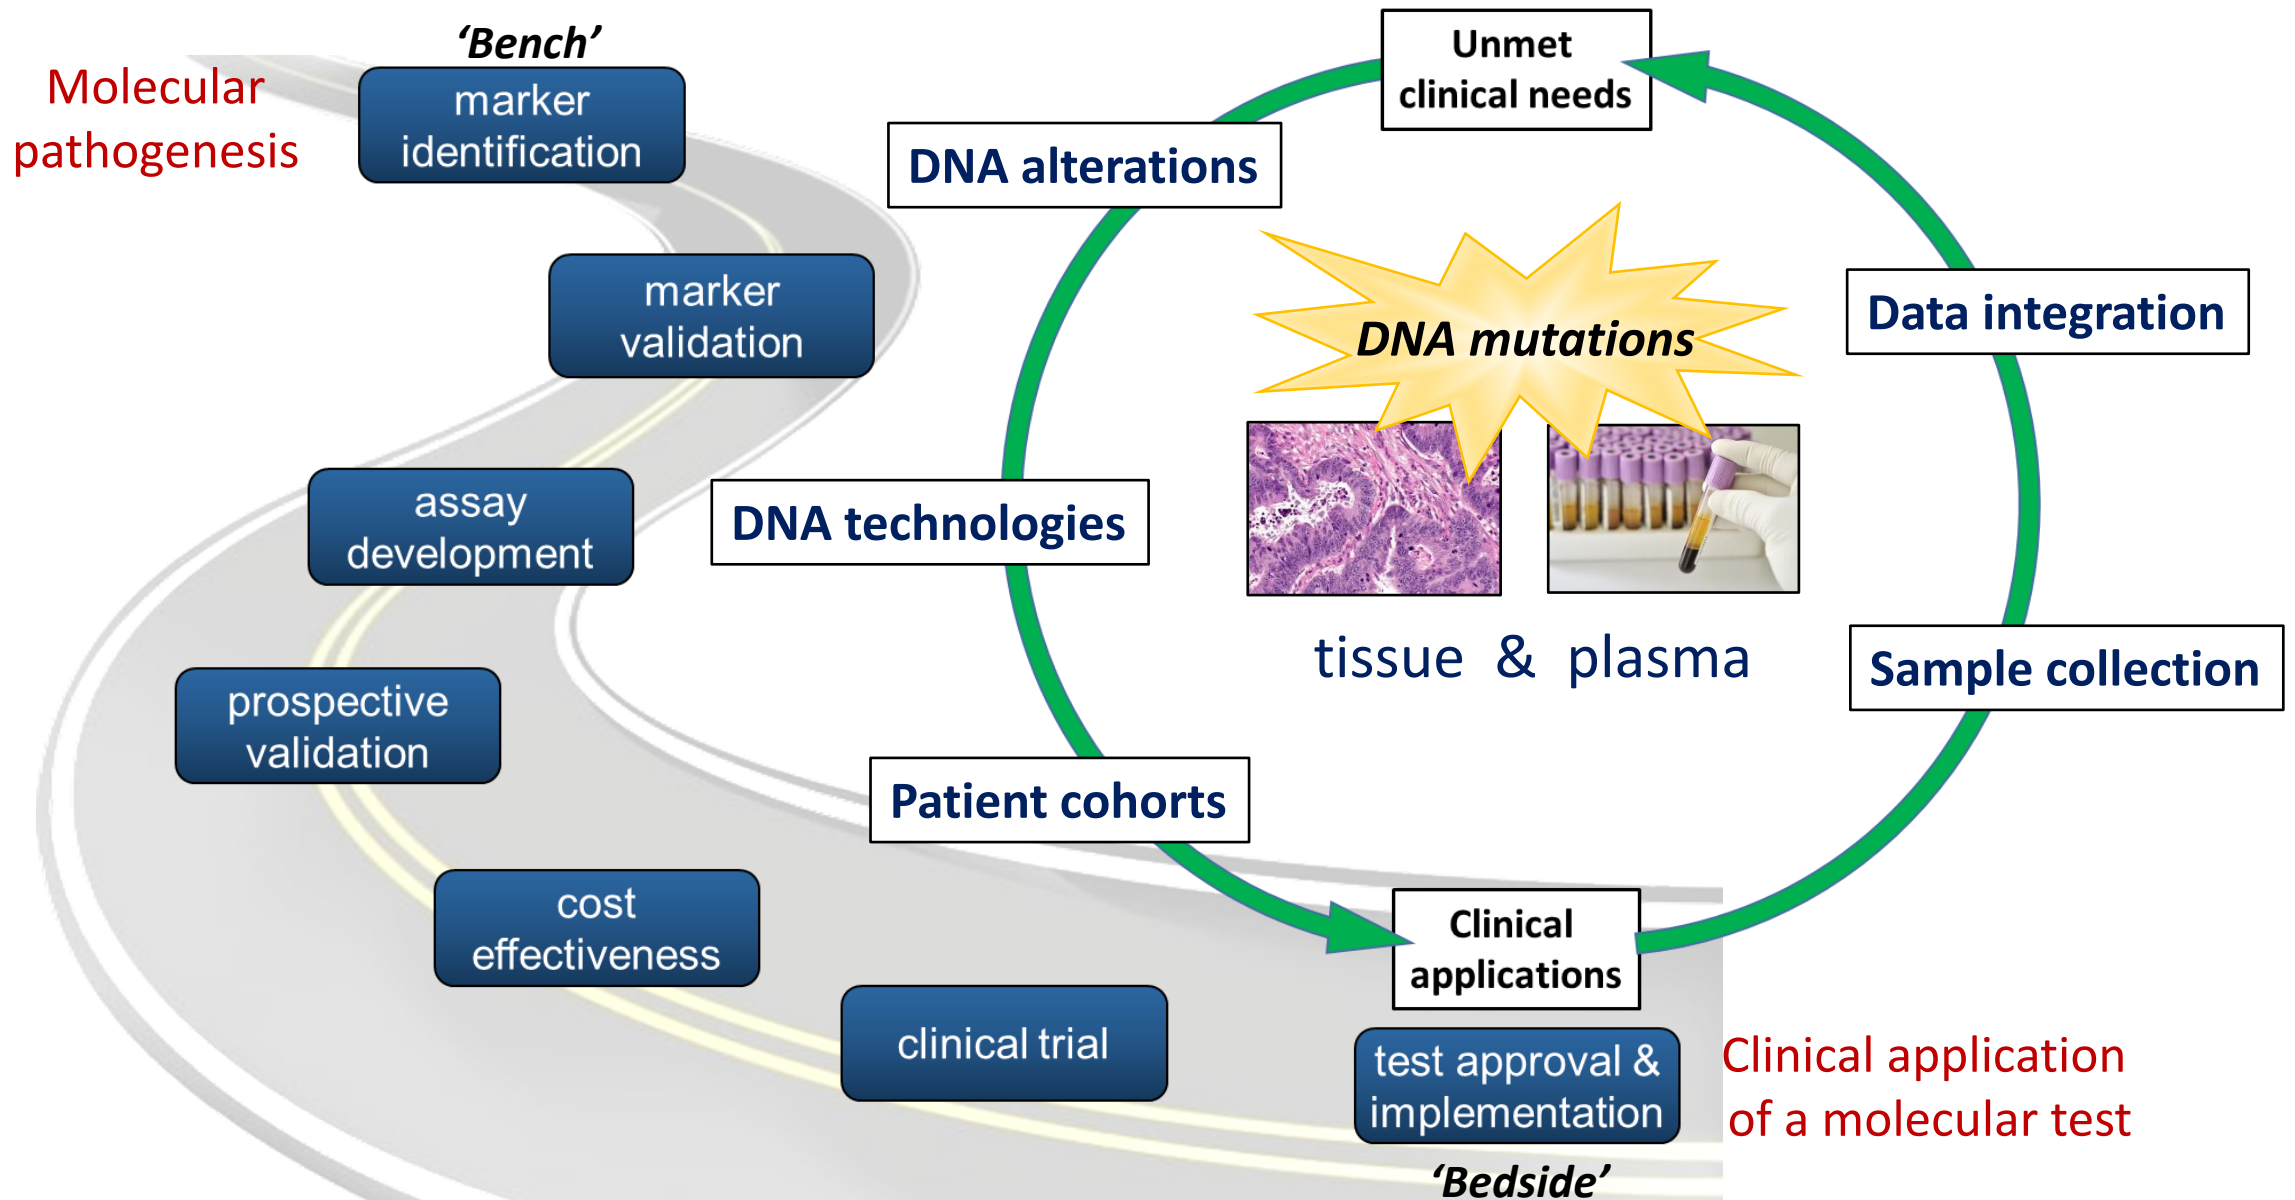 ‘Bench’
Molecular
pathogenesis
marker
identification
marker
validation
assay
development
prospective
validation
cost
effectiveness
clinical trial
test approval &
implementation
‘Bedside’
Clinical application
of a molecular test
Unmet
clinical needs
DNA alterations
DNA technologies
Patient cohorts
Clinical
applications
Sample collection
Data integration
DNA mutations
tissue & plasma